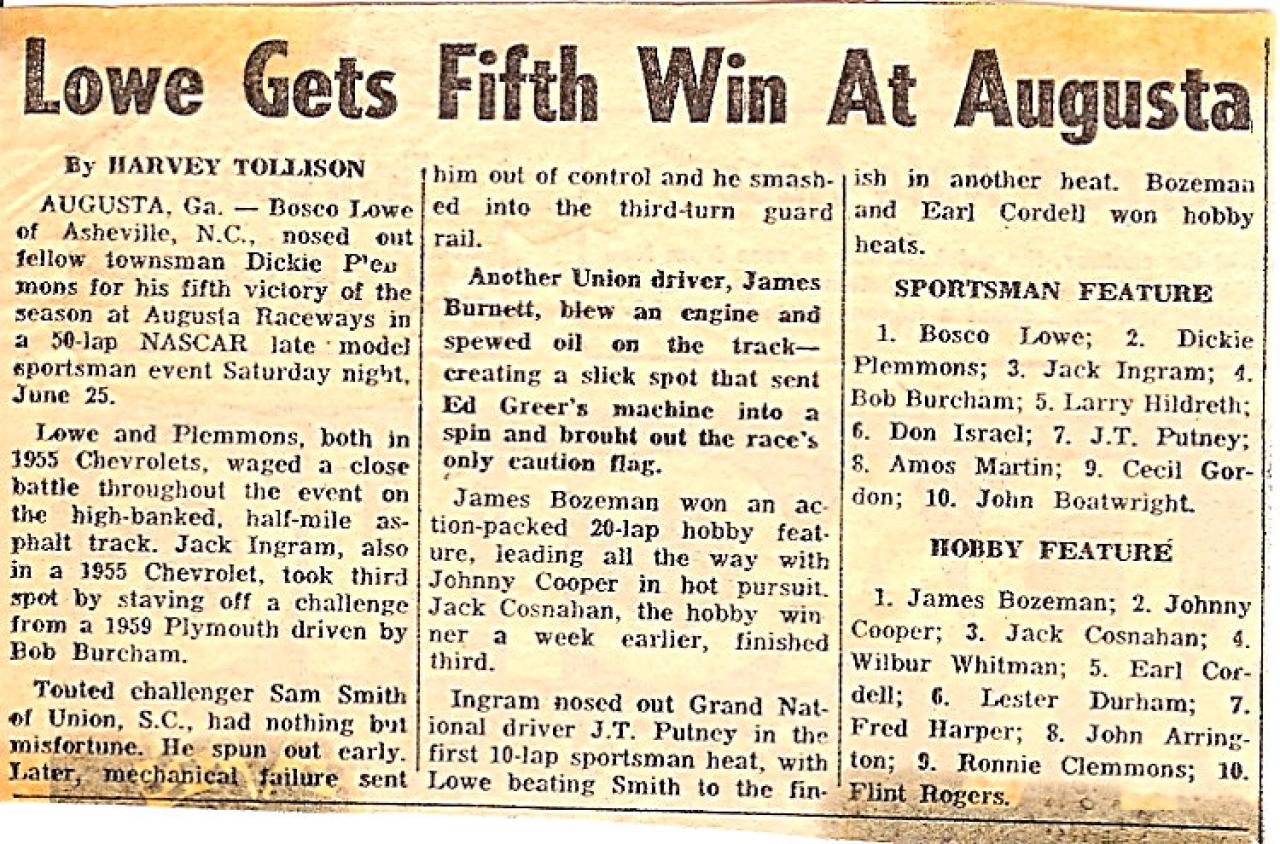 Lowe Gets Fifth Win At Augusta
By HARVEY TOLLISON
AUGUSTA, Ga. — Bosco Lowe
of Asheville, N.C., nosed out
fellow townsman Dickie P'en
mons for his fifth victory of the
season at Augusta Raceways in
a 50-lap NASCAR late model
sportsman event Saturday night,
June 25.
Lowe and Plemmons, both in
1955 Chevrolets, waged a close
battle throughout the event on
the high-banked, half-mile as-
phalt track. Jack Ingram, also
in a 1955 Chevrolet, took third
spot by staving off a challenge
from a 1959 Plymouth driven by
Bob Burcham.
Touted challenger Sam Smith
of Union, S.C., had nothing but
misfortune. He spun out early.
Later, mechanical failure sent
him out of control and he smash-
ed into the third-turn guard
rail.
Another Union driver, James
Burnett, blew an engine and
spewed oil on the track—
creating a slick spot that sent
Ed Greer's machine into a
spin and brouht out the race's
only caution flag.
James Bozeman won an ac-
tion-packed 20-lap hobby feat-
ure, leading all the way with
Johnny Cooper in hot pursuit.
Jack Cosnahan, the hobby win
ner a week earlier, finished
third.
Ingram nosed out Grand Nat-
ional driver J.T. Putney in the
first 10-lap sportsman heat, with
Lowe beating Smith to the fin-
ish in another heat. Bozeman
and Earl Cordell won hobby
heats.
SPORTSMAN FEATURE
1. Bosco Lowe; 2. Dickie
Plemmons; 3. Jack Ingram; 4.
Bob Burcham; 5. Larry Hildreth;
6. Don Israel; 7. J.T. Putney;
8. Amos Martin; 9. Cecil Gor-
don; 10. John Boatwright.
HOBBY FEATURE
1. James Bozeman; 2. Johnny
Cooper; 3. Jack Cosnahan; 4.
Wilbur Whitman; 5. Earl Cor-
dell; 6. Lester Durham; 7.
Fred Harper; 8. John Arring-
ton; 9. Ronnie Clemmons; 10.
Flint Rogers.